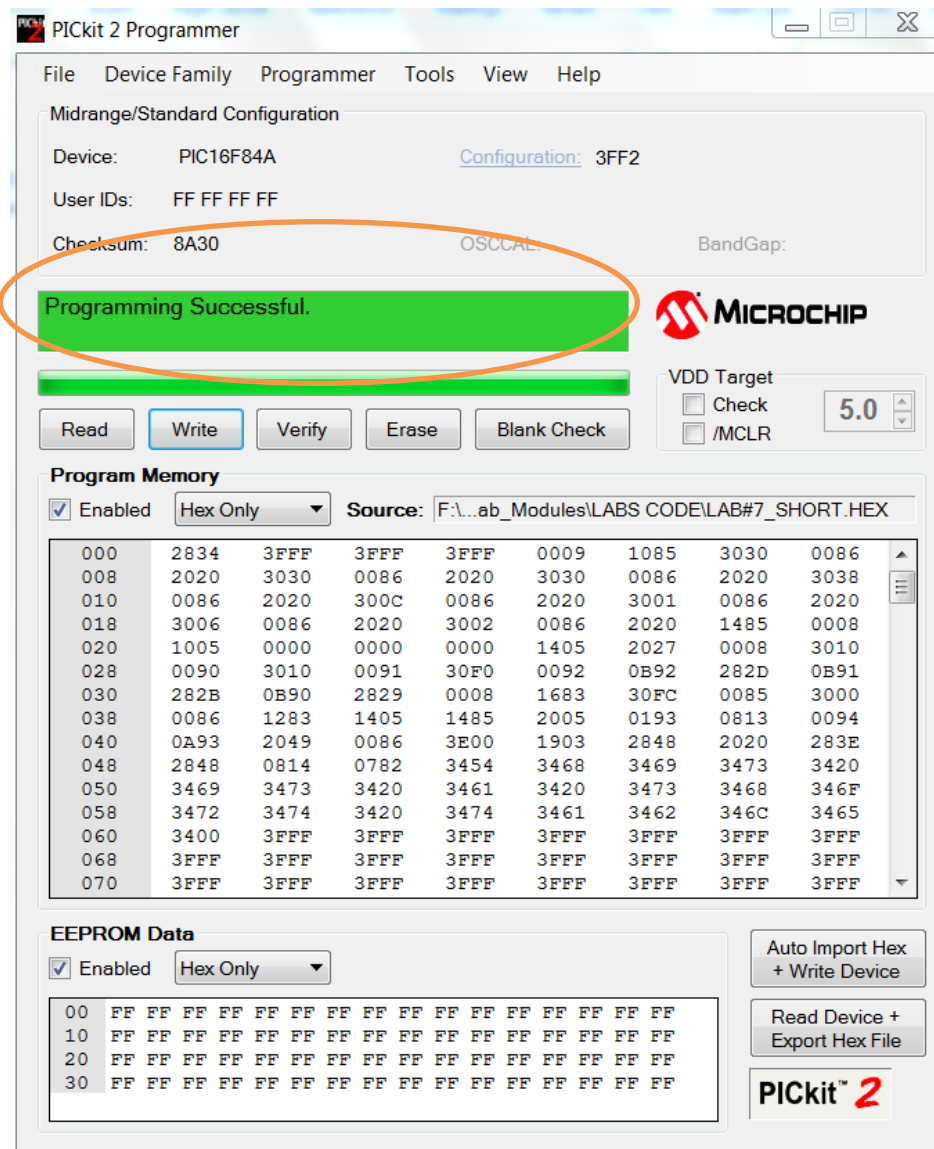 PICkit 2 Programmer
File Device Family Programmer Tools View Help
Midrange/Standard Configuration
Device: PIC16F84A Configuration: 3FF2
User IDs: FF FF FF FF
Checksum: 8A30 OSCCAL: BandGap:
Programming Successful.
MICROCHIP
VDD Target
Check
/MCLR
5.0
Read Write Verify Erase Blank Check
Program Memory
Enabled Hex Only Source: F:\...ab_Modules\LABS CODE\LAB#7_SHORT.HEX
000 2834 3FFF 3FFF 3FFF 0009 1085 3030 0086
008 2020 3030 0086 2020 3030 0086 2020 3038
010 0086 2020 300C 0086 2020 3001 0086 2020
018 3006 0086 2020 3002 0086 2020 1485 0008
020 1005 0000 0000 0000 1405 2027 0008 3010
028 0090 3010 0091 30F0 0092 0B92 282D 0B91
030 282B 0B90 2829 0008 1683 30FC 0085 3000
038 0086 1283 1405 1485 2005 0193 0813 0094
040 0A93 2049 0086 3E00 1903 2848 2020 283E
048 2848 0814 0782 3454 3468 3469 3473 3420
050 3469 3473 3420 3461 3420 3473 3468 346F
058 3472 3474 3420 3474 3461 3462 346C 3465
060 3400 3FFF 3FFF 3FFF 3FFF 3FFF 3FFF 3FFF
068 3FFF 3FFF 3FFF 3FFF 3FFF 3FFF 3FFF 3FFF
070 3FFF 3FFF 3FFF 3FFF 3FFF 3FFF 3FFF 3FFF
EEPROM Data
Enabled Hex Only
00 FF FF FF FF FF FF FF FF FF FF FF FF FF FF FF FF
10 FF FF FF FF FF FF FF FF FF FF FF FF FF FF FF FF
20 FF FF FF FF FF FF FF FF FF FF FF FF FF FF FF FF
30 FF FF FF FF FF FF FF FF FF FF FF FF FF FF FF FF
Auto Import Hex
+ Write Device
Read Device +
Export Hex File
PICkit™ 2